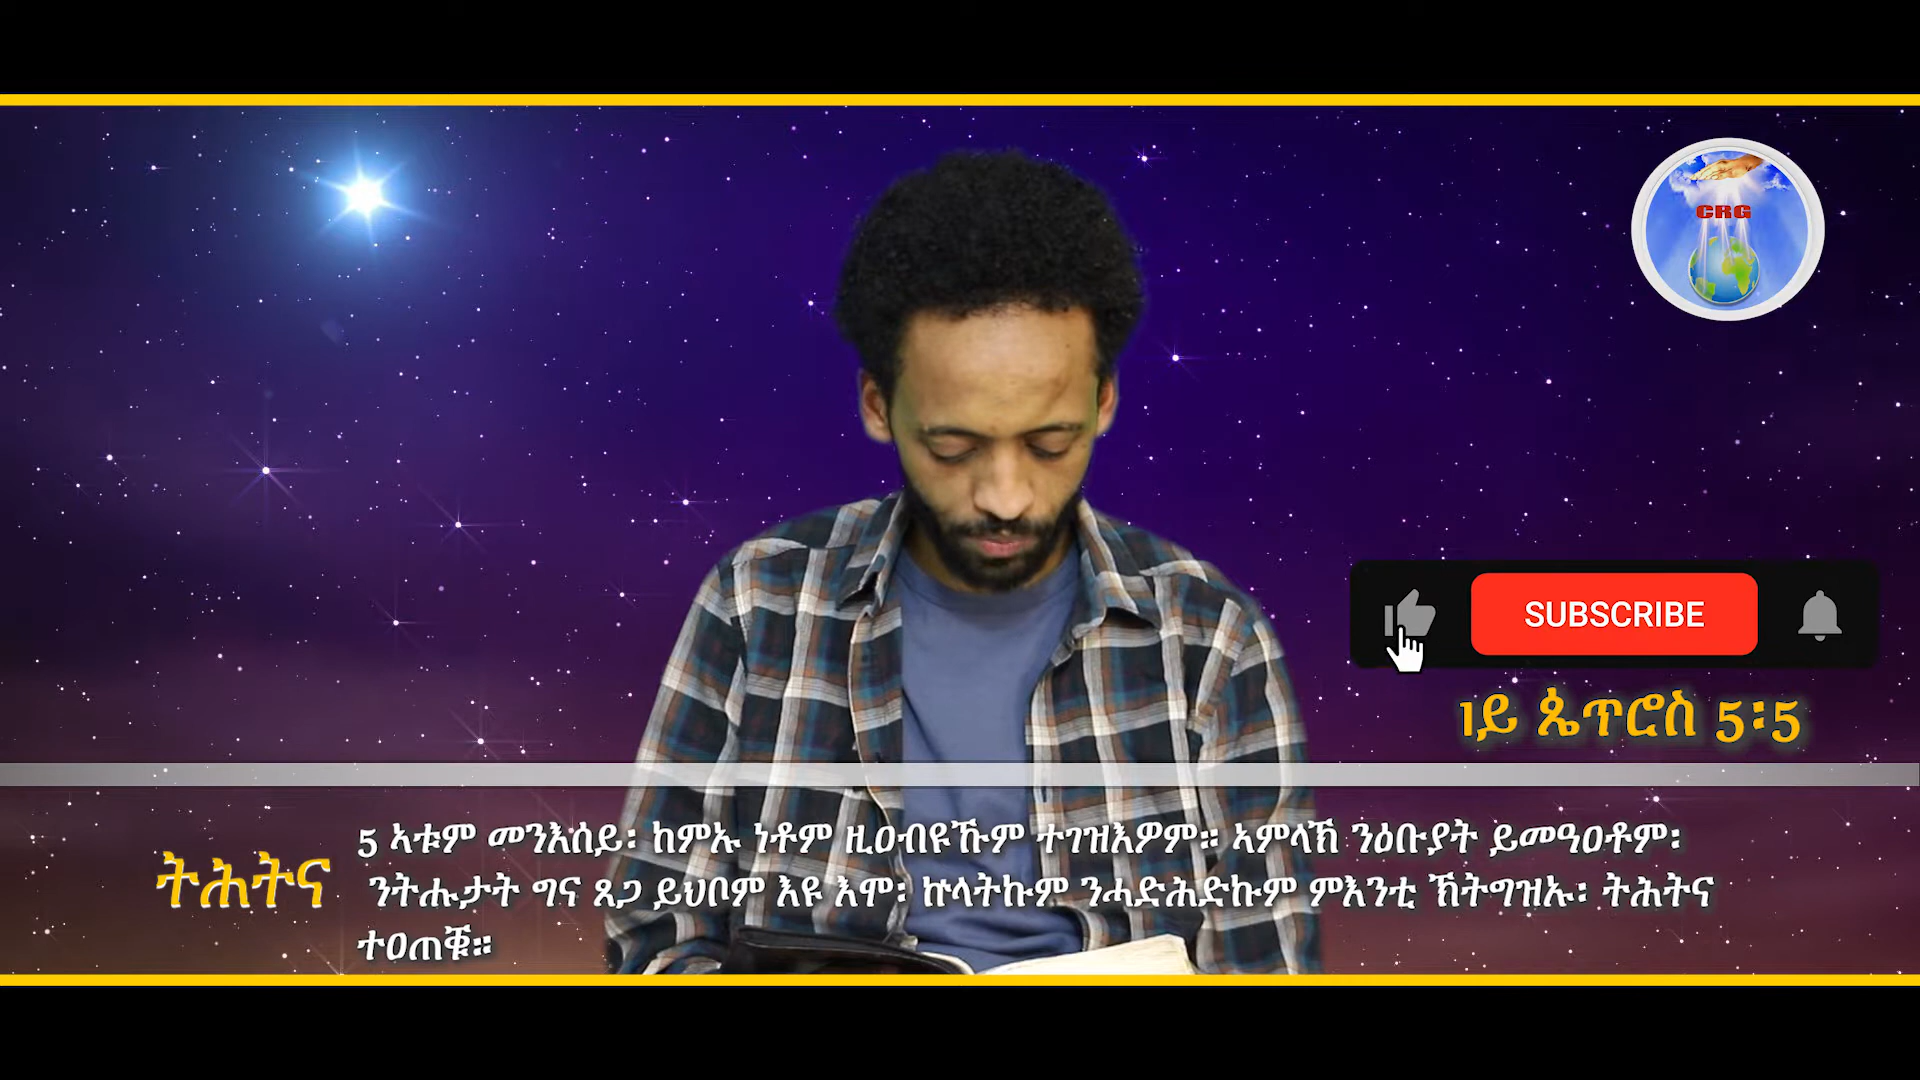 CRG
SUBSCRIBE
1ይ ጴጥሮስ 5፡5
ትሕትና
5 ኣቱም መንእሰይ፡ ከምኡ ነቶም ዚዐብዩኹም ተገዝእዎም። ኣምላኽ ንዕቡያት ይመዓዐቶም፡
ንትሑታት ግና ጸጋ ይህቦም እዩ እሞ፡ ኵላትኩም ንሓድሕድኩም ምእንቲ ኽትግዝኡ፡ ትሕትና
ተዐጠቑ።